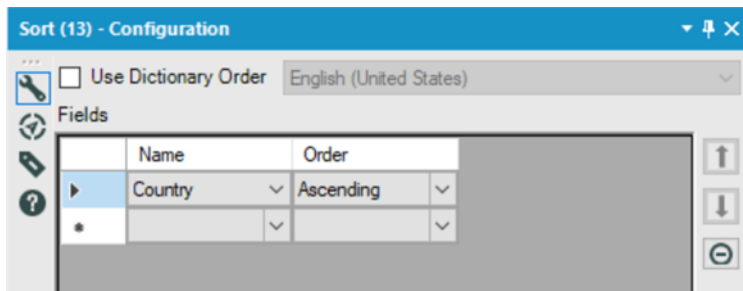 Sort (13) - Configuration
Use Dictionary Order English (United States)
Fields
Name Order
Country Ascending